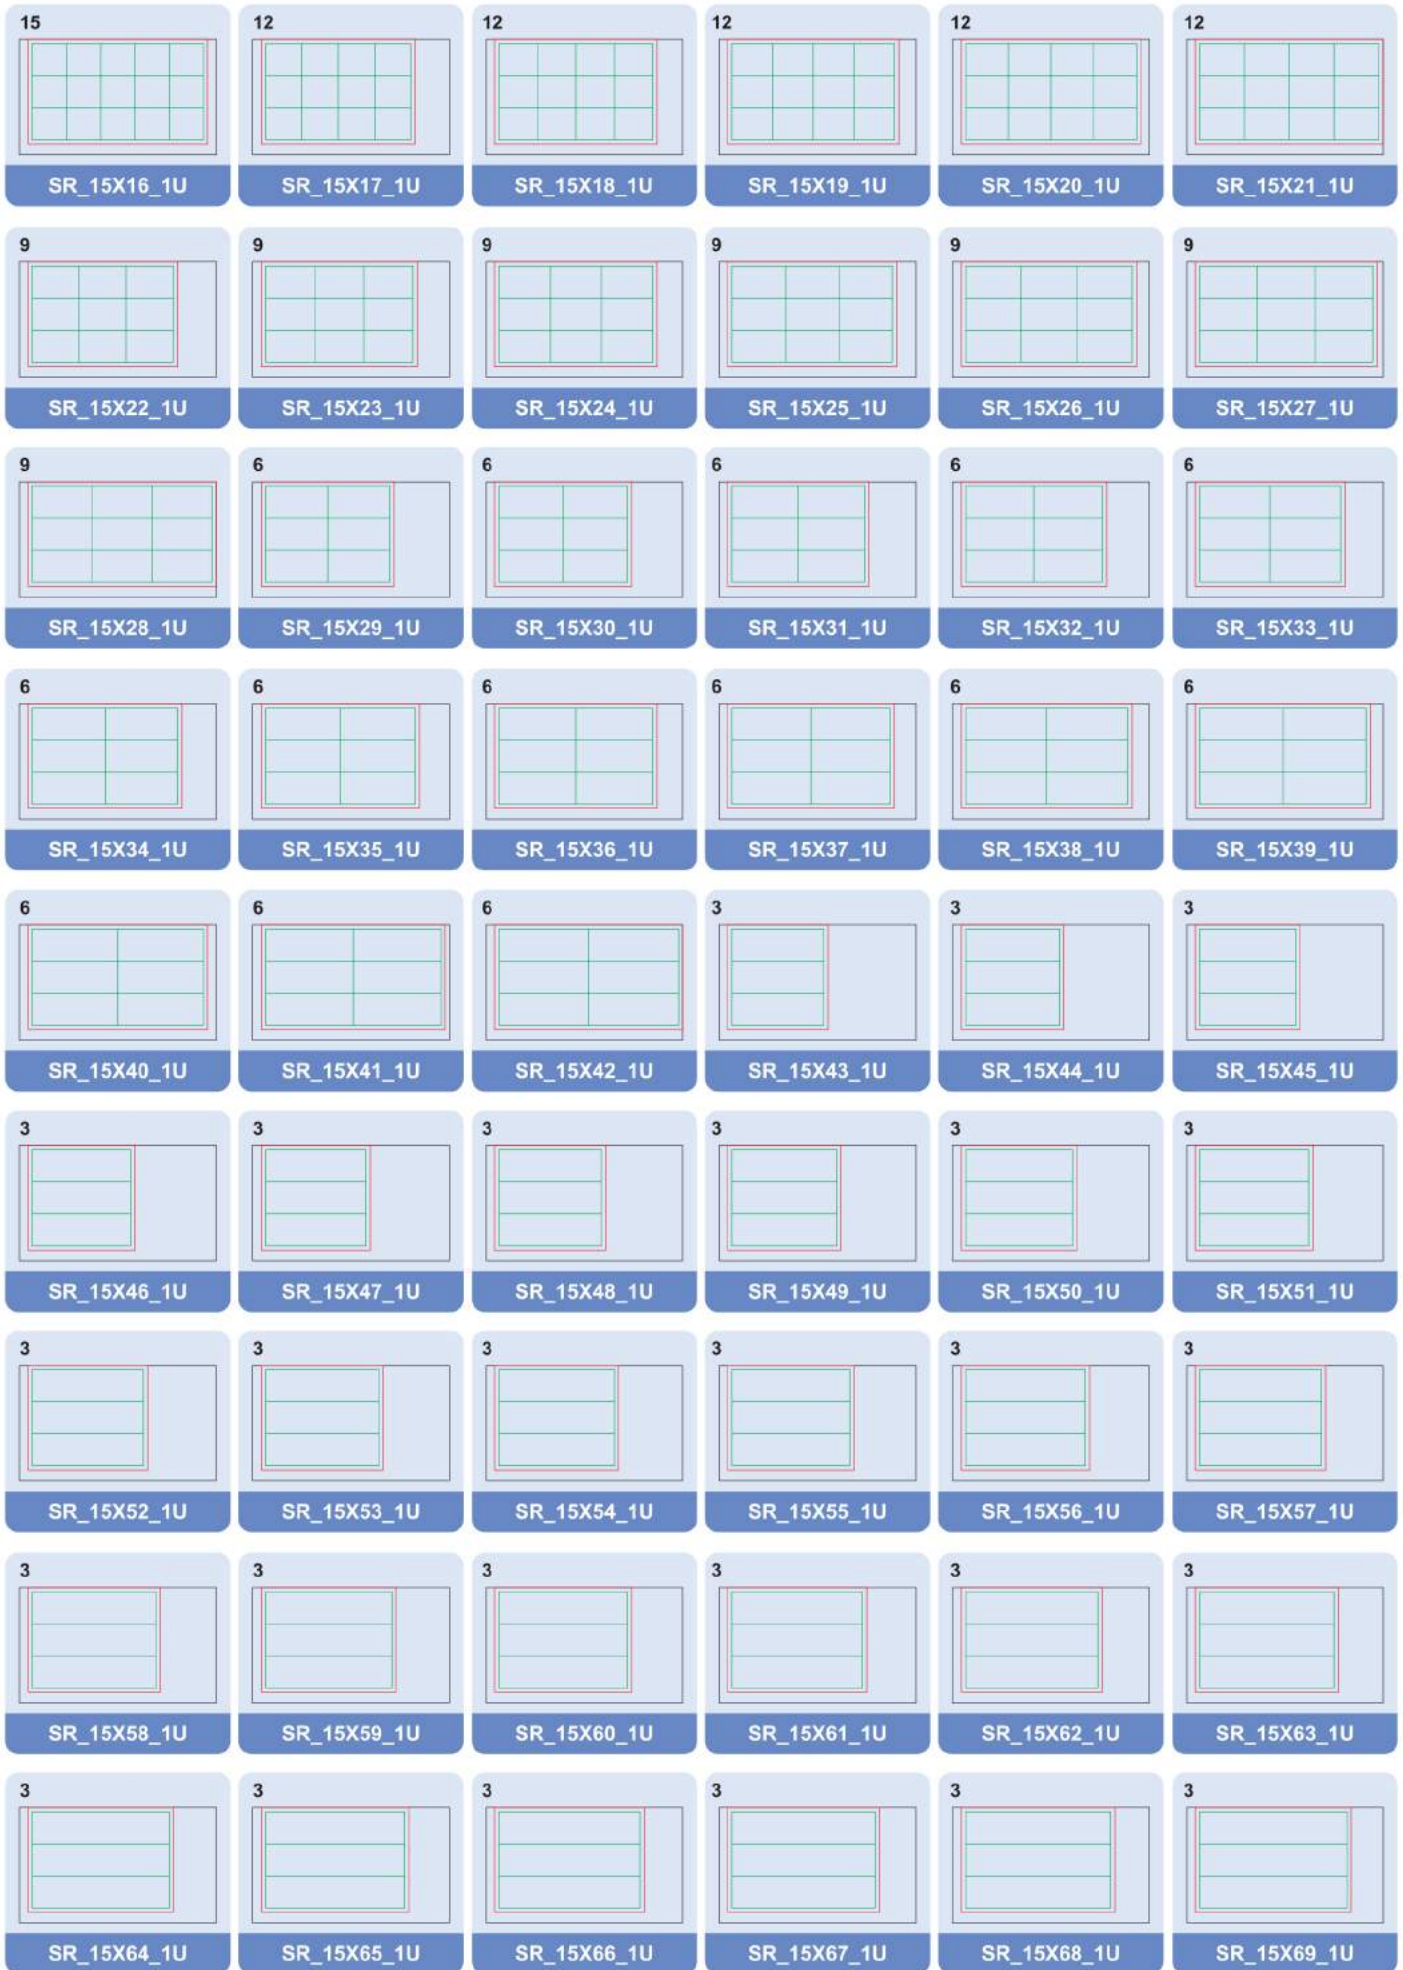 15 12 12 12 12 12
SR_15X16_1U SR_15X17_1U SR_15X18_1U SR_15X19_1U SR_15X20_1U SR_15X21_1U
9 9 9 9 9 9
SR_15X22_1U SR_15X23_1U SR_15X24_1U SR_15X25_1U SR_15X26_1U SR_15X27_1U
9 6 6 6 6 6
SR_15X28_1U SR_15X29_1U SR_15X30_1U SR_15X31_1U SR_15X32_1U SR_15X33_1U
6 6 6 6 6 6
SR_15X34_1U SR_15X35_1U SR_15X36_1U SR_15X37_1U SR_15X38_1U SR_15X39_1U
6 6 6 3 3 3
SR_15X40_1U SR_15X41_1U SR_15X42_1U SR_15X43_1U SR_15X44_1U SR_15X45_1U
3 3 3 3 3 3
SR_15X46_1U SR_15X47_1U SR_15X48_1U SR_15X49_1U SR_15X50_1U SR_15X51_1U
3 3 3 3 3 3
SR_15X52_1U SR_15X53_1U SR_15X54_1U SR_15X55_1U SR_15X56_1U SR_15X57_1U
3 3 3 3 3 3
SR_15X58_1U SR_15X59_1U SR_15X60_1U SR_15X61_1U SR_15X62_1U SR_15X63_1U
3 3 3 3 3 3
SR_15X64_1U SR_15X65_1U SR_15X66_1U SR_15X67_1U SR_15X68_1U SR_15X69_1U